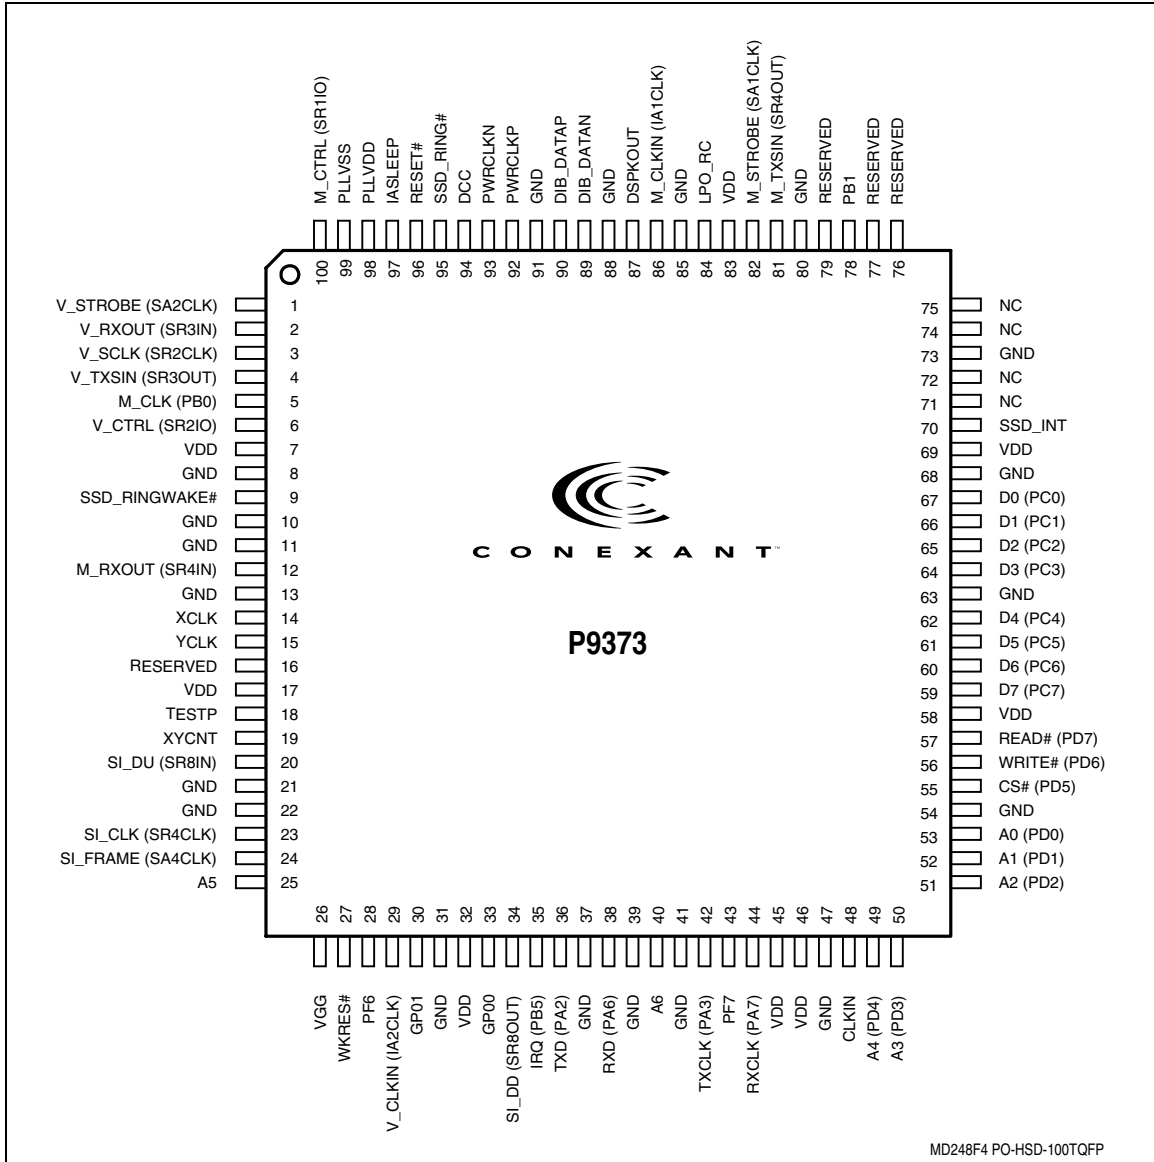 M_CTRL (SR1IO)
PLLVSS
PLLVDD
IASLEEP
RESET#
SSD_RING#
DCC
PWRCLKN
PWRCLKP
GND
DIB_DATAP
DIB_DATAN
GND
DSPKOUT
M_CLKIN (IA1CLK)
GND
LPO_RC
VDD
M_STROBE (SA1CLK)
M_TXSIN (SR4OUT)
GND
RESERVED
PB1
RESERVED
RESERVED
100
99
98
97
96
95
94
93
92
91
90
89
88
87
86
85
84
83
82
81
80
79
78
77
76
V_STROBE (SA2CLK) 1
V_RXOUT (SR3IN) 2
V_SCLK (SR2CLK) 3
V_TXSIN (SR3OUT) 4
M_CLK (PB0) 5
V_CTRL (SR2IO) 6
VDD 7
GND 8
SSD_RINGWAKE# 9
GND 10
GND 11
M_RXOUT (SR4IN) 12
GND 13
XCLK 14
YCLK 15
RESERVED 16
VDD 17
TESTP 18
XYCNT 19
SI_DU (SR8IN) 20
GND 21
GND 22
SI_CLK (SR4CLK) 23
SI_FRAME (SA4CLK) 24
A5 25
CONEXANT™
P9373
75 NC
74 NC
73 GND
72 NC
71 NC
70 SSD_INT
69 VDD
68 GND
67 D0 (PC0)
66 D1 (PC1)
65 D2 (PC2)
64 D3 (PC3)
63 GND
62 D4 (PC4)
61 D5 (PC5)
60 D6 (PC6)
59 D7 (PC7)
58 VDD
57 READ# (PD7)
56 WRITE# (PD6)
55 CS# (PD5)
54 GND
53 A0 (PD0)
52 A1 (PD1)
51 A2 (PD2)
26
27
28
29
30
31
32
33
34
35
36
37
38
39
40
41
42
43
44
45
46
47
48
49
50
VGG
WKRES#
PF6
V_CLKIN (IA2CLK)
GP01
GND
VDD
GP00
SI_DD (SR8OUT)
IRQ (PB5)
TXD (PA2)
GND
RXD (PA6)
GND
A6
GND
TXCLK (PA3)
PF7
RXCLK (PA7)
VDD
VDD
GND
CLKIN
A4 (PD4)
A3 (PD3)
MD248F4 PO-HSD-100TQFP